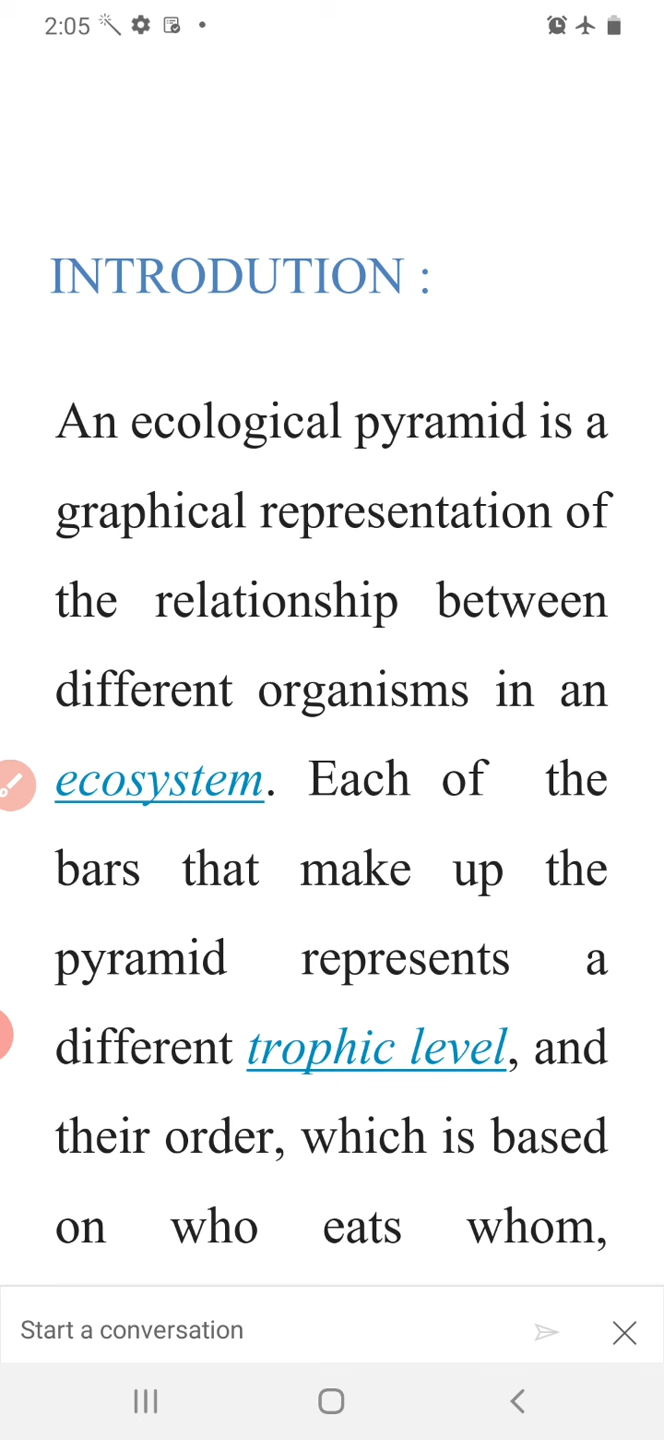 2:05
INTRODUTION :
An ecological pyramid is a
graphical representation of
the relationship between
different organisms in an
ecosystem. Each of the
bars that make up the
pyramid represents a
different trophic level, and
their order, which is based
on who eats whom,
Start a conversation